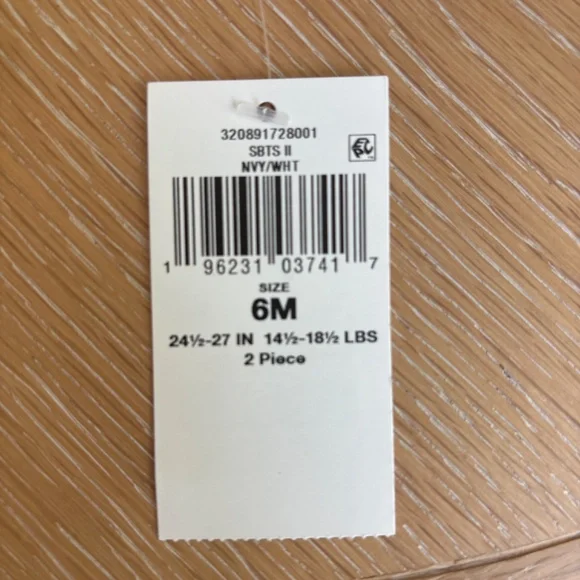 320891728001
SBTS II
NVY/WHT
1 96231 03741 7
SIZE
6M
24½-27 IN 14½-18½ LBS
2 Piece